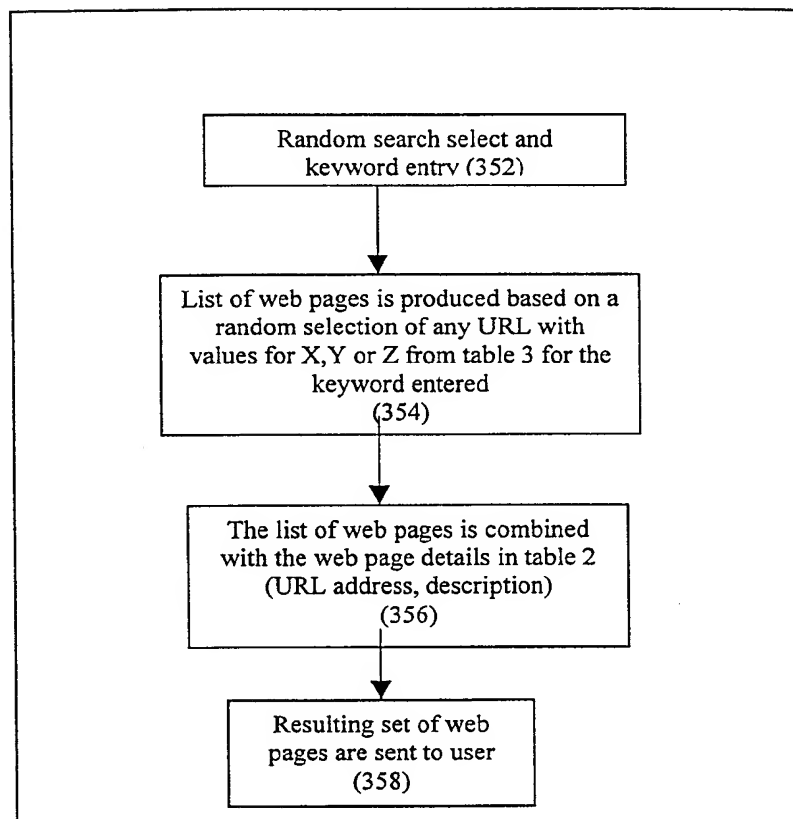 Random search select and
keyword entry (352)
List of web pages is produced based on a
random selection of any URL with
values for X,Y or Z from table 3 for the
keyword entered
(354)
The list of web pages is combined
with the web page details in table 2
(URL address, description)
(356)
Resulting set of web
pages are sent to user
(358)